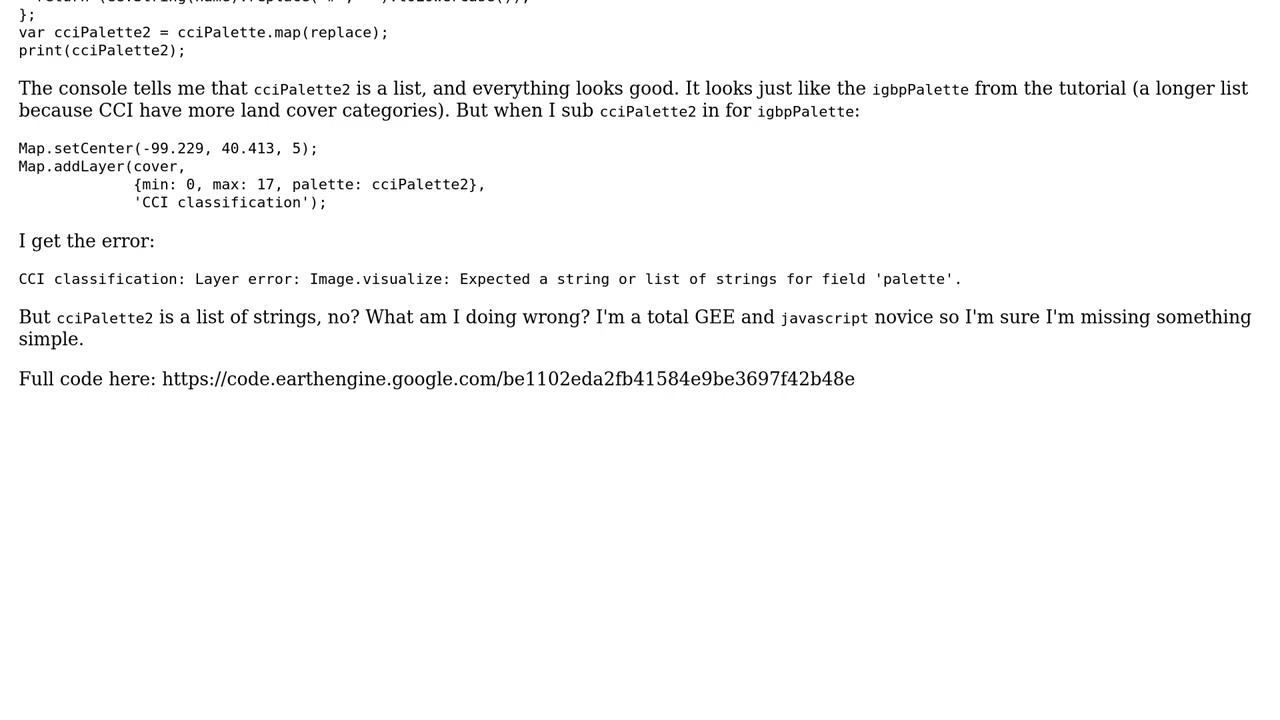 };
var cciPalette2 = cciPalette.map(replace);
print(cciPalette2);
The console tells me that cciPalette2 is a list, and everything looks good. It looks just like the igbpPalette from the tutorial (a longer list
because CCI have more land cover categories). But when I sub cciPalette2 in for igbpPalette:
Map.setCenter(-99.229, 40.413, 5);
Map.addLayer(cover,
             {min: 0, max: 17, palette: cciPalette2},
             'CCI classification');
I get the error:
CCI classification: Layer error: Image.visualize: Expected a string or list of strings for field 'palette'.
But cciPalette2 is a list of strings, no? What am I doing wrong? I'm a total GEE and javascript novice so I'm sure I'm missing something
simple.
Full code here: https://code.earthengine.google.com/be1102eda2fb41584e9be3697f42b48e